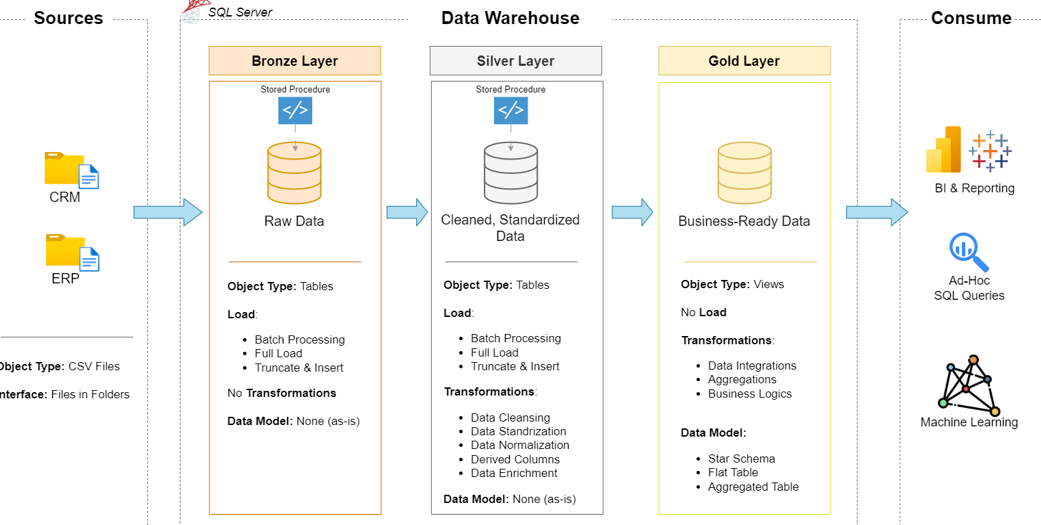 Sources
SQL Server
Data Warehouse
Consume
Bronze Layer
Silver Layer
Gold Layer
Stored Procedure
</>
Stored Procedure
</>
CRM
ERP
Object Type: CSV Files
Interface: Files in Folders
Raw Data
Object Type: Tables
Load:
• Batch Processing
• Full Load
• Truncate & Insert
No Transformations
Data Model: None (as-is)
Cleaned, Standardized
Data
Object Type: Tables
Load:
• Batch Processing
• Full Load
• Truncate & Insert
Transformations:
• Data Cleansing
• Data Standrization
• Data Normalization
• Derived Columns
• Data Enrichment
Data Model: None (as-is)
Business-Ready Data
Object Type: Views
No Load
Transformations:
• Data Integrations
• Aggregations
• Business Logics
Data Model:
• Star Schema
• Flat Table
• Aggregated Table
BI & Reporting
Ad-Hoc
SQL Queries
Machine Learning